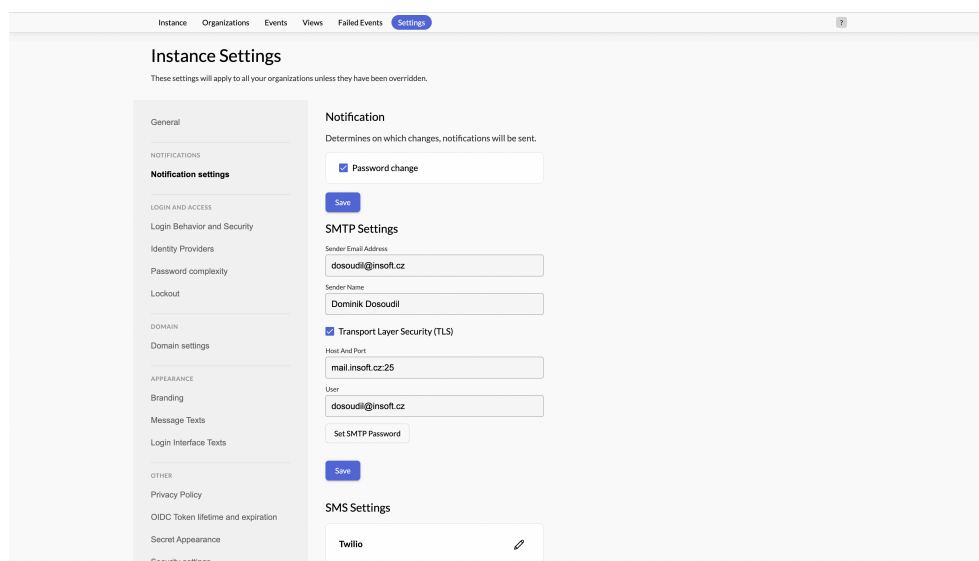 Instance Organizations Events Views Failed Events Settings ?
Instance Settings
These settings will apply to all your organizations unless they have been overridden.
General
NOTIFICATIONS
Notification settings
LOGIN AND ACCESS
Login Behavior and Security
Identity Providers
Password complexity
Lockout
DOMAIN
Domain settings
APPEARANCE
Branding
Message Texts
Login Interface Texts
OTHER
Privacy Policy
OIDC Token lifetime and expiration
Secret Appearance
Security settings
Notification
Determines on which changes, notifications will be sent.
Password change
Save
SMTP Settings
Sender Email Address
dosoudil@insoft.cz
Sender Name
Dominik Dosoudil
Transport Layer Security (TLS)
Host And Port
mail.insoft.cz:25
User
dosoudil@insoft.cz
Set SMTP Password
Save
SMS Settings
Twilio